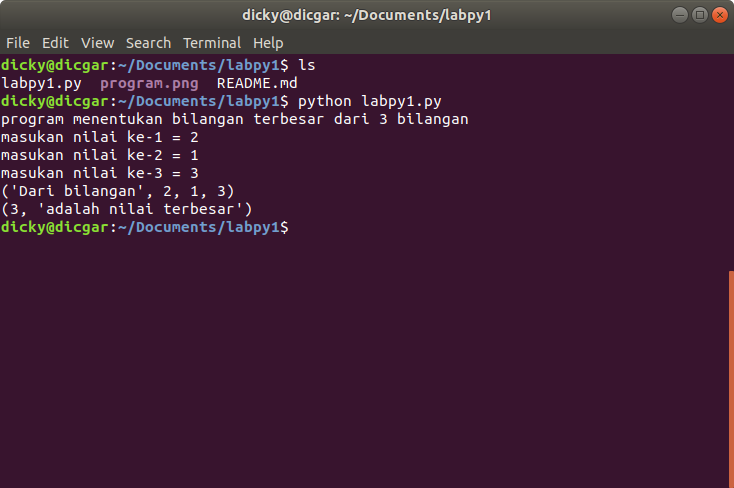 dicky@dicgar: ~/Documents/labpy1
File Edit View Search Terminal Help
dicky@dicgar:~/Documents/labpy1$ ls
labpy1.py  program.png  README.md
dicky@dicgar:~/Documents/labpy1$ python labpy1.py
program menentukan bilangan terbesar dari 3 bilangan
masukan nilai ke-1 = 2
masukan nilai ke-2 = 1
masukan nilai ke-3 = 3
('Dari bilangan', 2, 1, 3)
(3, 'adalah nilai terbesar')
dicky@dicgar:~/Documents/labpy1$